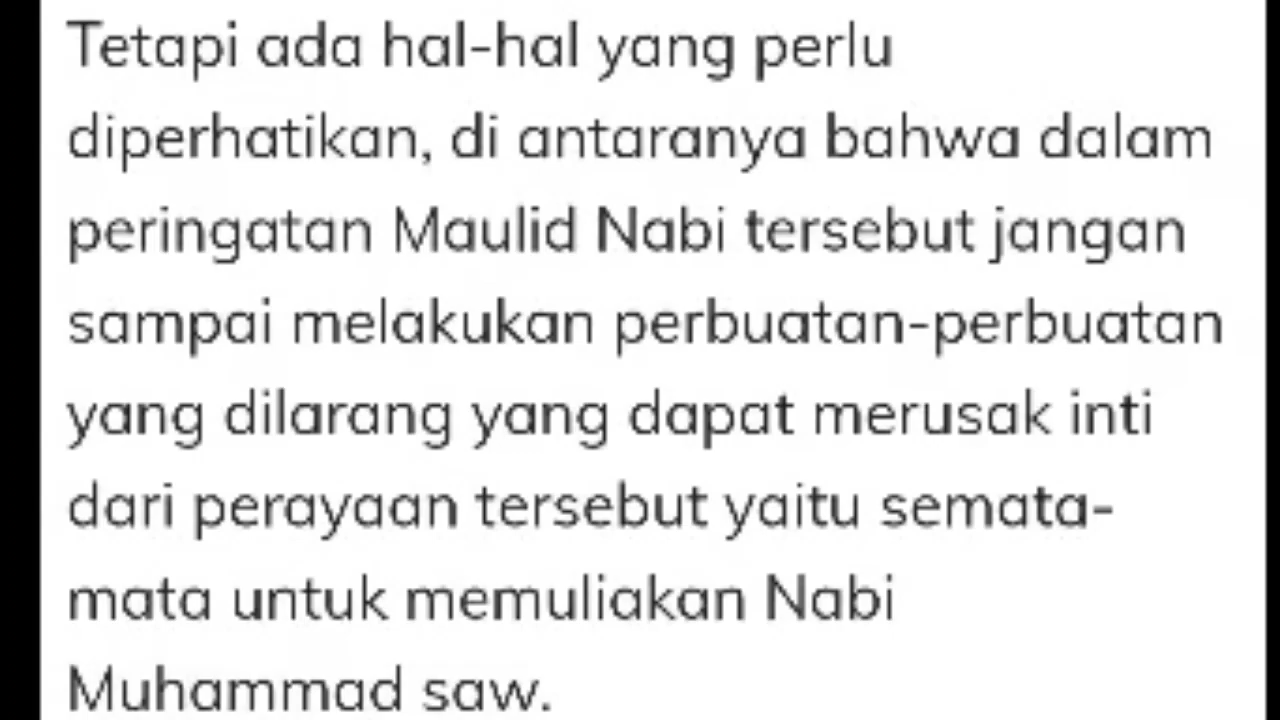 Tetapi ada hal-hal yang perlu
diperhatikan, di antaranya bahwa dalam
peringatan Maulid Nabi tersebut jangan
sampai melakukan perbuatan-perbuatan
yang dilarang yang dapat merusak inti
dari perayaan tersebut yaitu semata-
mata untuk memuliakan Nabi
Muhammad saw.